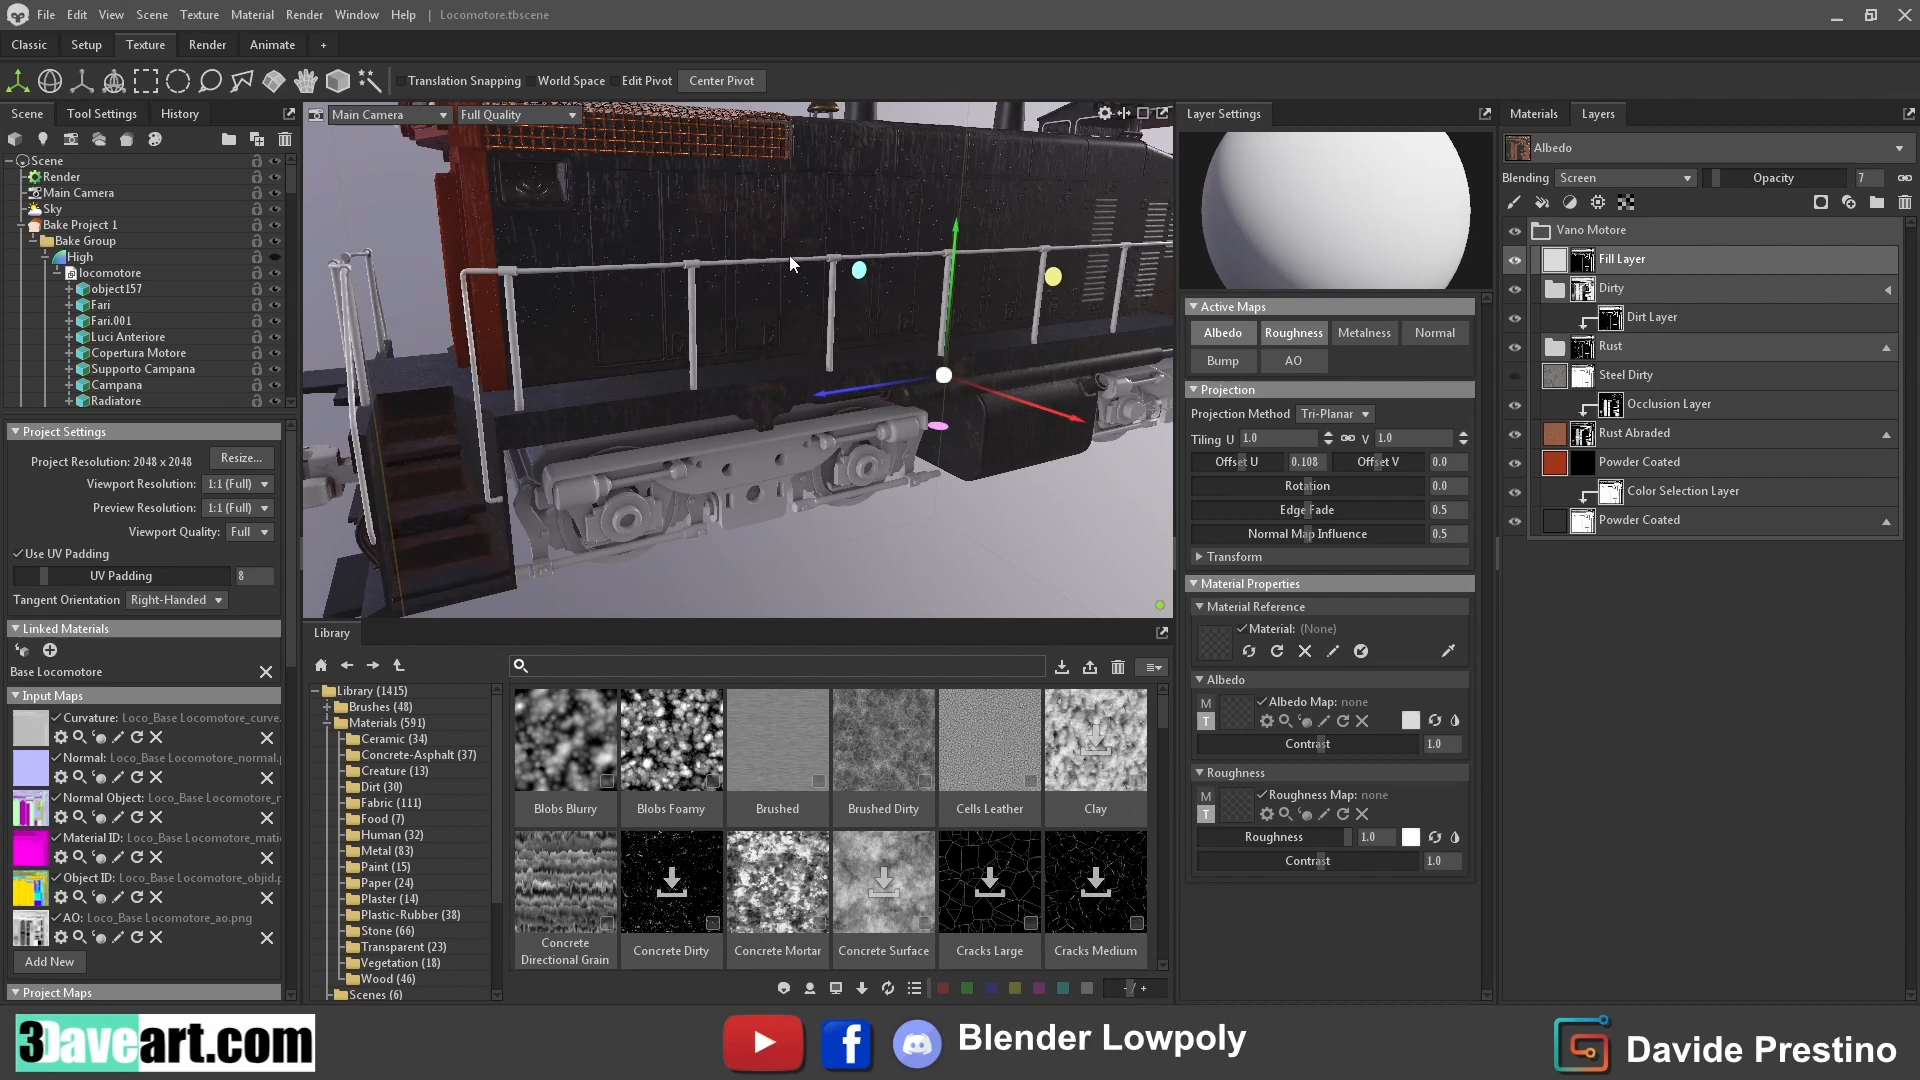 File Edit View Scene Texture Material Render Window Help | Locomotore.tbscene
Classic Setup Texture Render Animate +
Translation Snapping World Space Edit Pivot Center Pivot
Scene Tool Settings History
Main Camera Full Quality
Layer Settings
Materials Layers
Scene
Render
Main Camera
Sky
Bake Project 1
Bake Group
High
locomotore
object157
Fari
Fari.001
Luci Anteriore
Copertura Motore
Supporto Campana
Campana
Radiatore
Project Settings
Project Resolution: 2048 x 2048 Resize...
Viewport Resolution: 1:1 (Full)
Preview Resolution: 1:1 (Full)
Viewport Quality: Full
Use UV Padding
UV Padding 8
Tangent Orientation Right-Handed
Linked Materials
Base Locomotore
Input Maps
Curvature: Loco_Base Locomotore_curve.
Normal: Loco_Base Locomotore_normal.
Normal Object: Loco_Base Locomotore_r
Material ID: Loco_Base Locomotore_mati
Object ID: Loco_Base Locomotore_objid.p
AO: Loco_Base Locomotore_ao.png
Add New
Project Maps
Library
Library (1415)
Brushes (48)
Materials (591)
Ceramic (34)
Concrete-Asphalt (37)
Creature (13)
Dirt (30)
Fabric (111)
Food (7)
Human (32)
Metal (83)
Paint (15)
Paper (24)
Plaster (14)
Plastic-Rubber (38)
Stone (66)
Transparent (23)
Vegetation (18)
Wood (46)
Scenes (6)
Blobs Blurry Blobs Foamy Brushed Brushed Dirty Cells Leather Clay
Concrete Directional Grain Concrete Dirty Concrete Mortar Concrete Surface Cracks Large Cracks Medium
- / +
Active Maps
Albedo Roughness Metalness Normal
Bump AO
Projection
Projection Method Tri-Planar
Tiling U 1.0 V 1.0
Offset U 0.108 Offset V 0.0
Rotation 0.0
Edge Fade 0.5
Normal Map Influence 0.5
Transform
Material Properties
Material Reference
Material: (None)
Albedo
M Albedo Map: none
T
Contrast 1.0
Roughness
M Roughness Map: none
T
Roughness 1.0
Contrast 1.0
Albedo
Blending Screen Opacity 7
Vano Motore
Fill Layer
Dirty
Dirt Layer
Rust
Steel Dirty
Occlusion Layer
Rust Abraded
Powder Coated
Color Selection Layer
Powder Coated
3Daveart.com
Blender Lowpoly
Davide Prestino